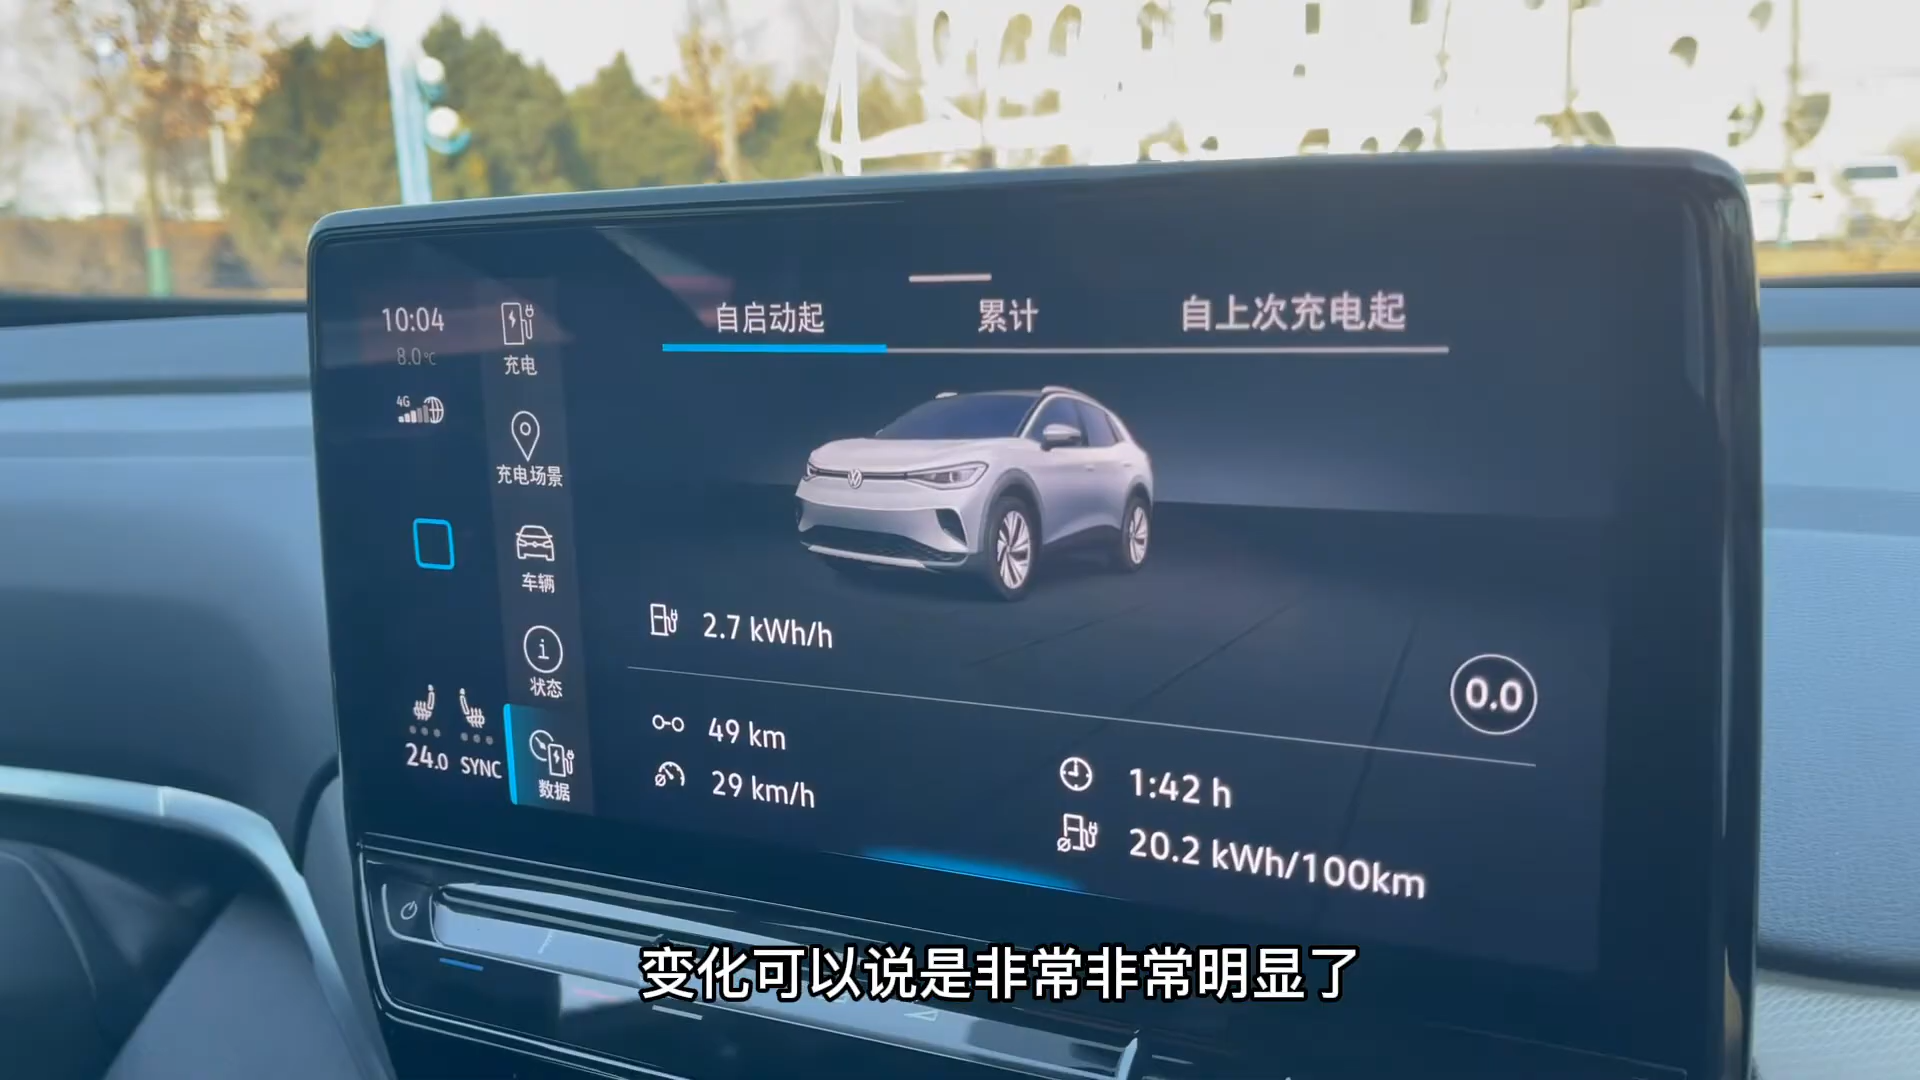 10:04
8.0°C
4G
24.0
SYNC
充电
充电场景
车辆
状态
数据
自启动起
累计
自上次充电起
2.7 kWh/h
0.0
49 km
29 km/h
1:42 h
20.2 kWh/100km
变化可以说是非常非常明显了